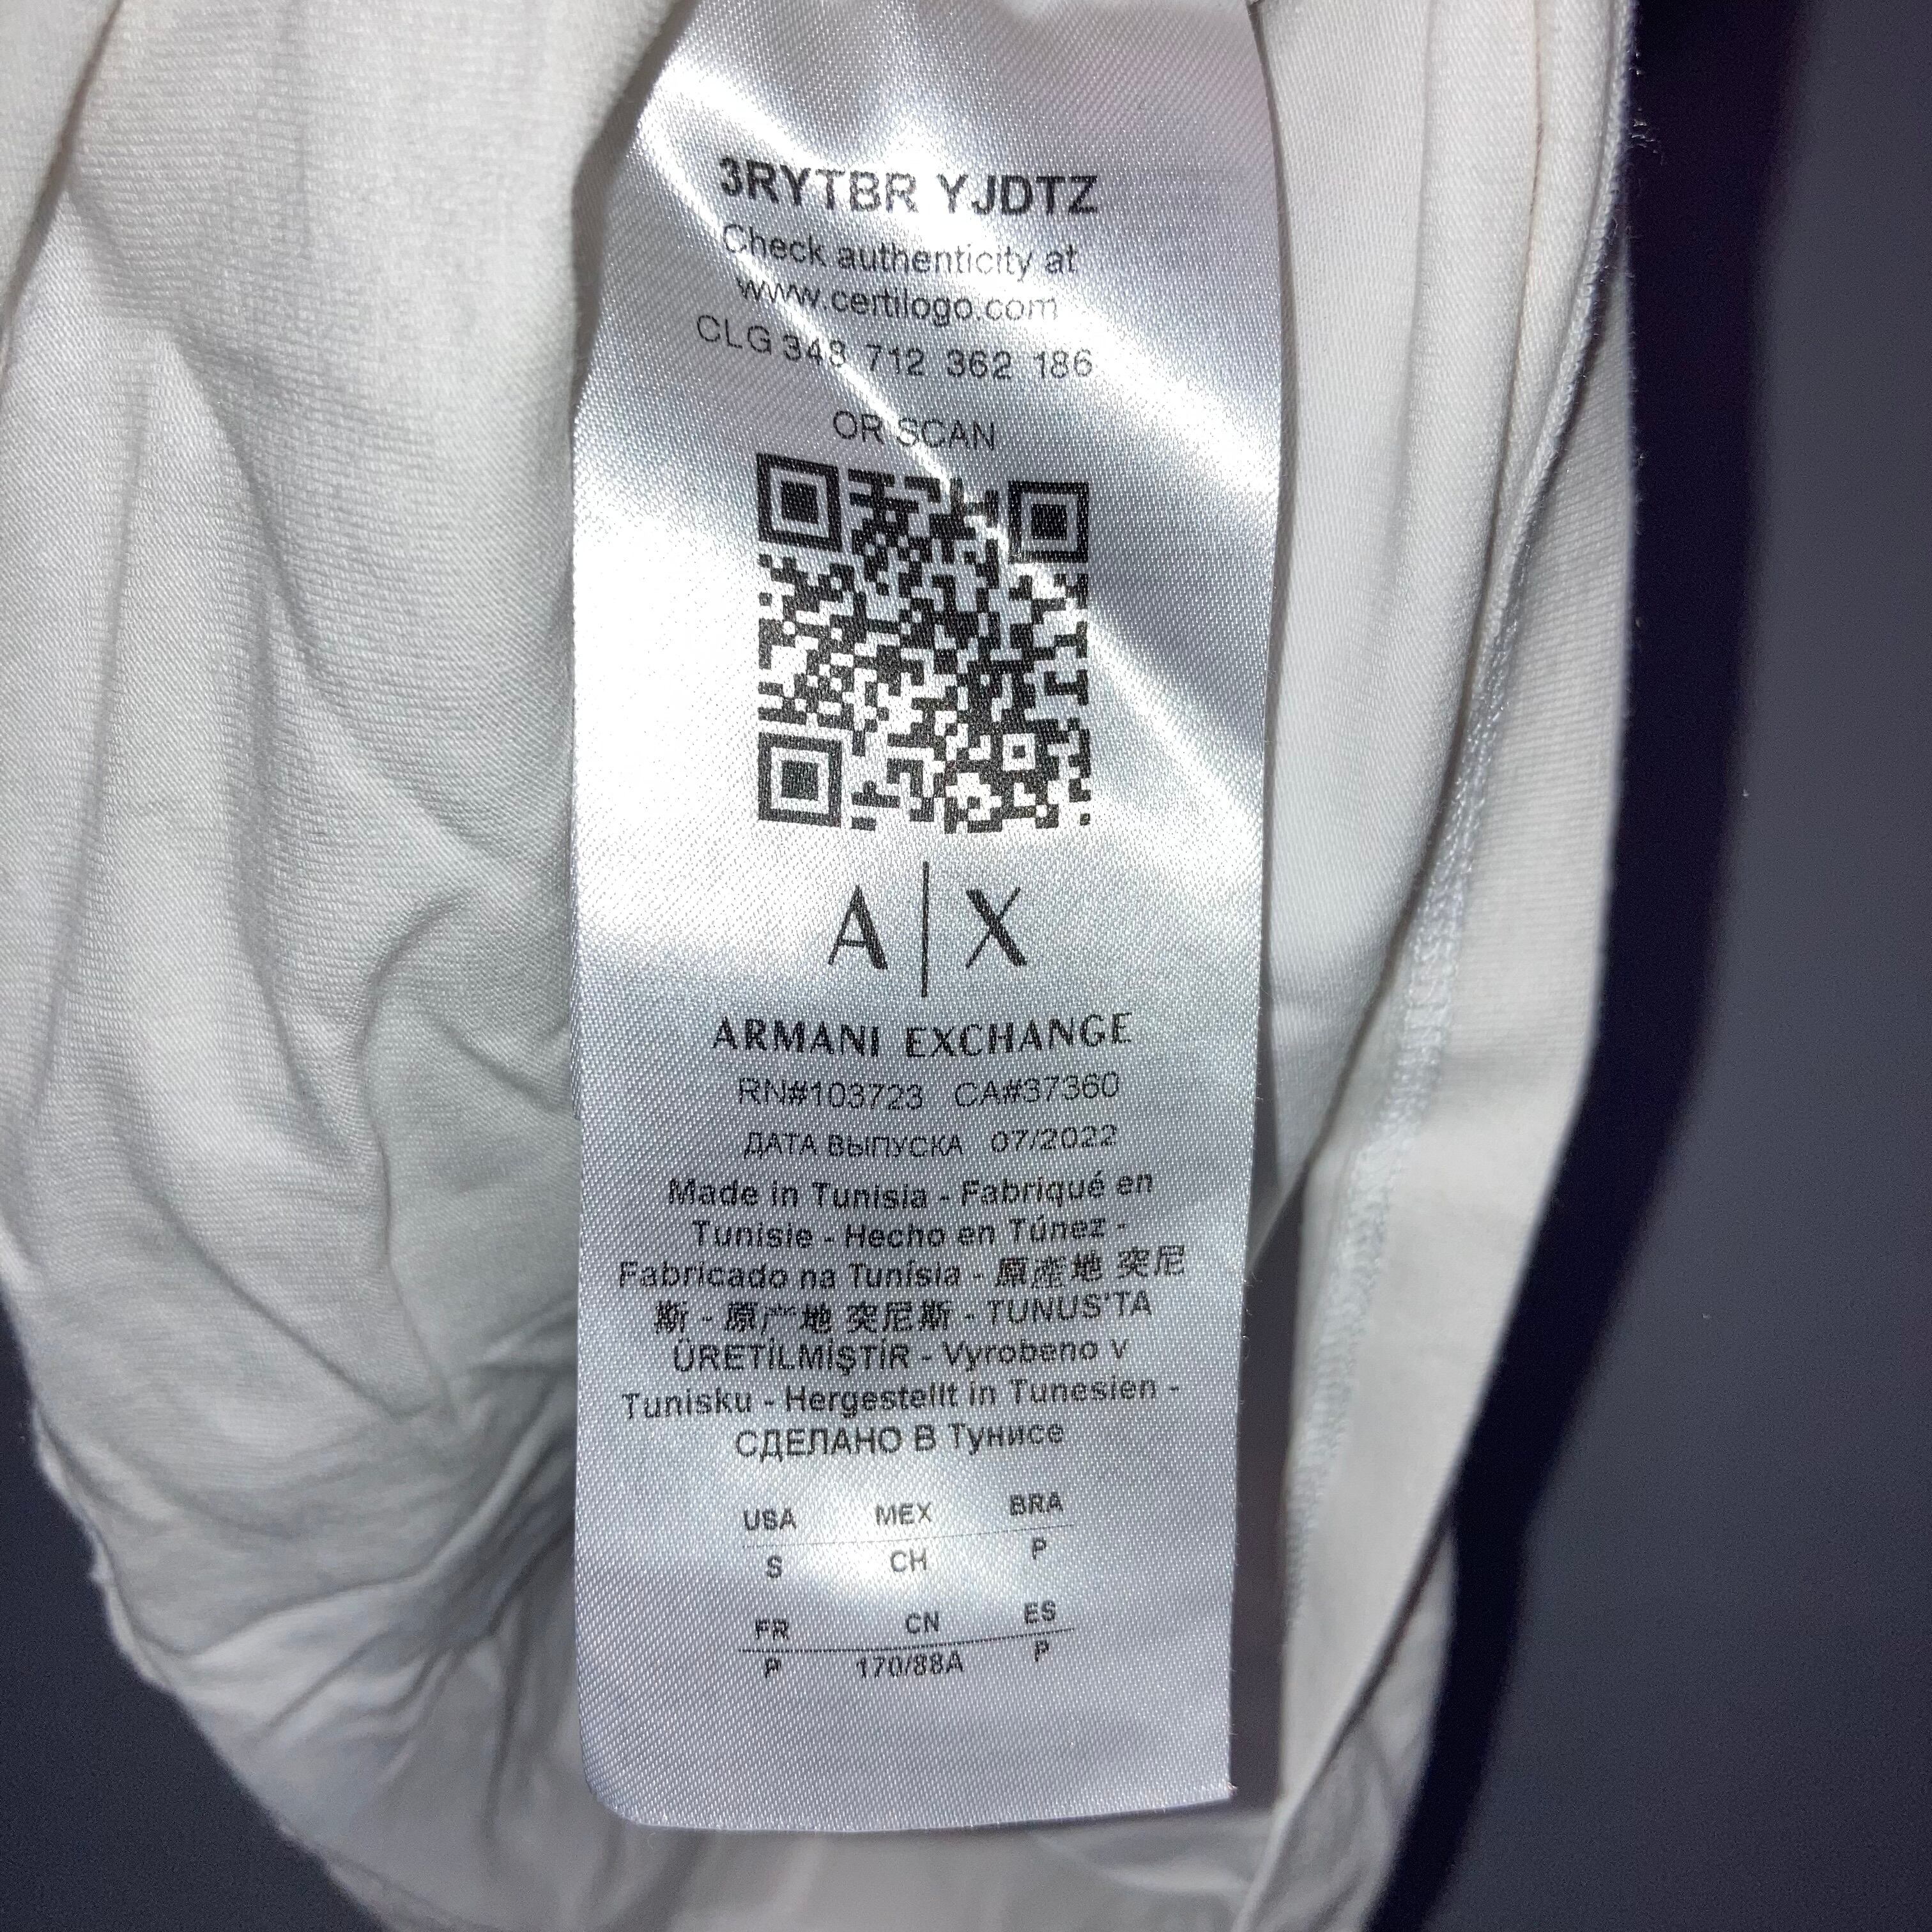 3RYTBR YJDTZ
Check authenticity at
www.certilogo.com
CLG 348 712 362 186
OR SCAN
A|X
ARMANI EXCHANGE
RN#103723 CA#37360
ДАТА ВЫПУСКА 07/2022
Made in Tunisia - Fabriqué en
Tunisie - Hecho en Túnez -
Fabricado na Tunísia - 原產地 突尼
斯 - 原产地 突尼斯 - TUNUS'TA
ÜRETİLMİŞTİR - Vyrobeno v
Tunisku - Hergestellt in Tunesien -
СДЕЛАНО В Тунисе
USA MEX BRA
S CH P
FR CN ES
P 170/88A P